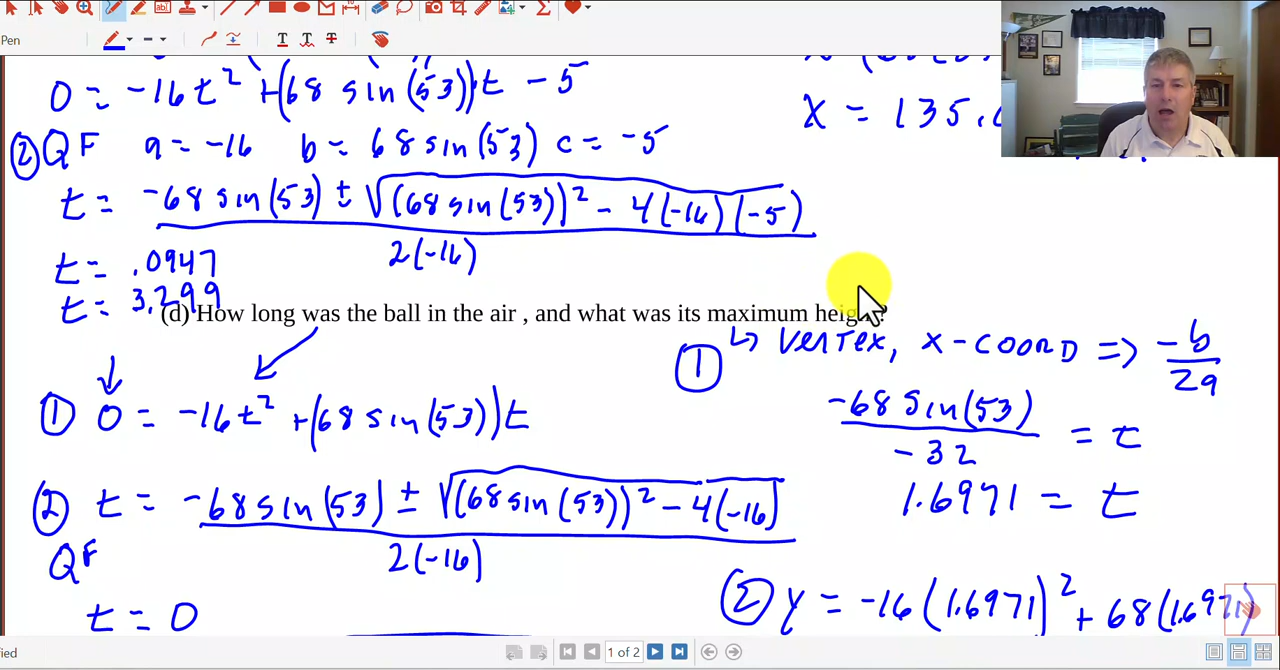 Pen
0 = -16t² + (68 sin(53))t - 5
② QF a = -16 b = 68 sin(53) c = -5
t = -68 sin(53) ± √(68 sin(53))² - 4(-16)(-5)
2(-16)
t = .0947
t = 3.299
x = 135.
(d) How long was the ball in the air , and what was its maximum heig ?
① ↳ Vertex, x-coord => -b
2a
① 0 = -16t² + (68 sin(53))t
-68 sin(53)
-32 = t
1.6971 = t
② t = -68 sin(53) ± √(68 sin(53))² - 4(-16)
QF 2(-16)
t = 0
② y = -16(1.6971)² + 68(1.6971)
fied
1 of 2